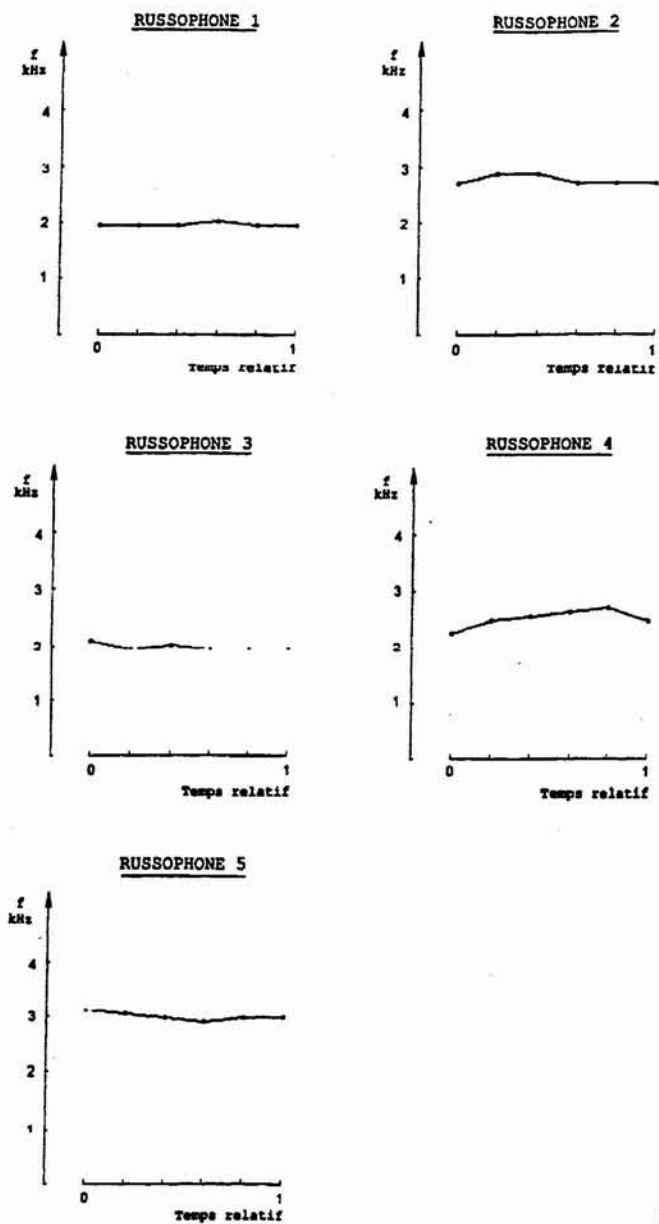 RUSSOPHONE 1
f
kHz
4
3
2
1
0 1
Temps relatif
RUSSOPHONE 2
f
kHz
4
3
2
1
0 1
Temps relatif
RUSSOPHONE 3
f
kHz
4
3
2
1
0 1
Temps relatif
RUSSOPHONE 4
f
kHz
4
3
2
1
0 1
Temps relatif
RUSSOPHONE 5
f
kHz
4
3
2
1
0 1
Temps relatif